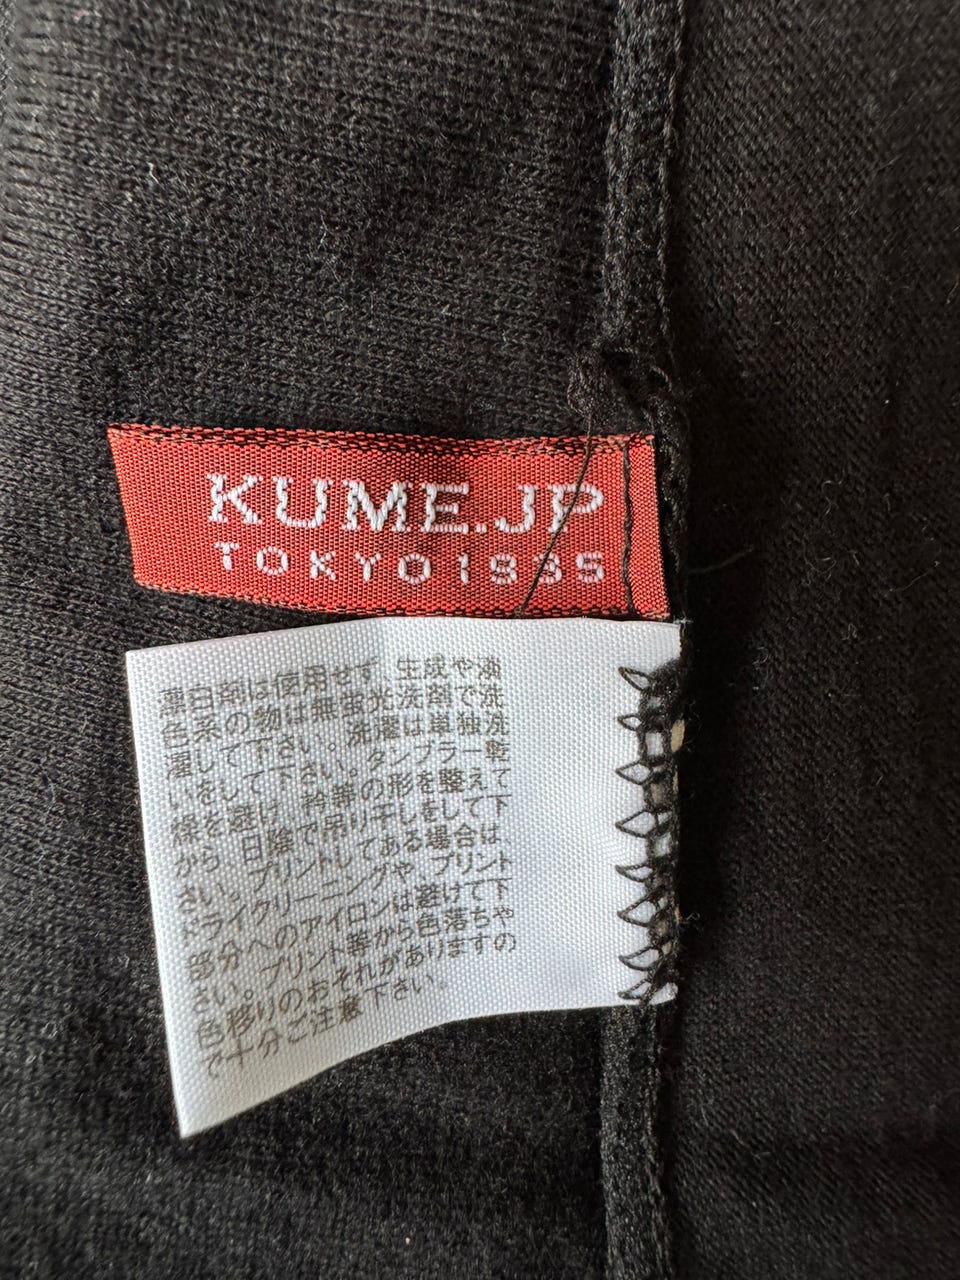 KUME.JP
TOKYO1935
漂白剤は使用せず、生成や淡
色系の物は無蛍光洗剤で洗
濯して下さい。洗濯は単独洗
いをして下さい。タンブラー乾
燥を避け、衿等の形を整えて
から、日陰で吊り干しをして下
さい。プリントしてある場合は、
ドライクリーニングや、プリント
部分へのアイロンは避けて下
さい。プリント等から色落ちや
色移りのおそれがありますの
で十分ご注意下さい。